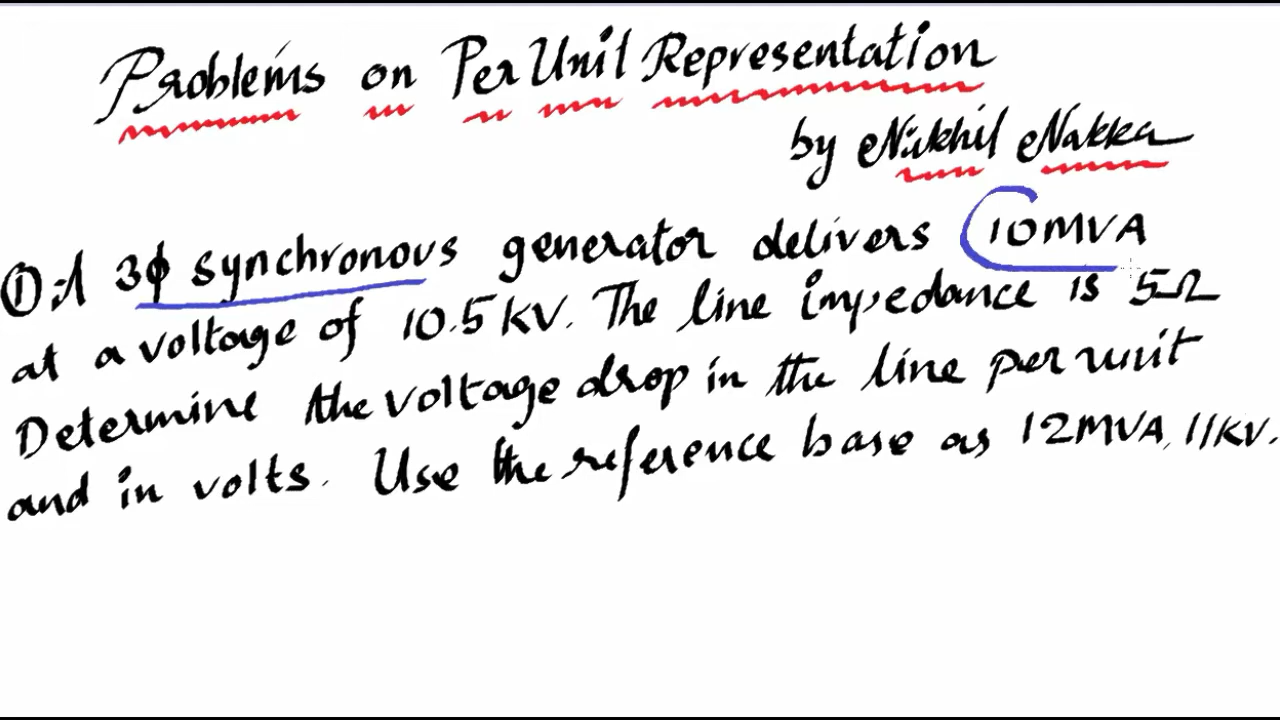 Problems on Per Unit Representation
by Nikhil Nakka
① :A 3ϕ synchronous generator delivers 10MVA
at a voltage of 10.5KV. The line impedance is 5Ω
Determine the voltage drop in the line per unit
and in volts. Use the reference base as 12MVA, 11KV.